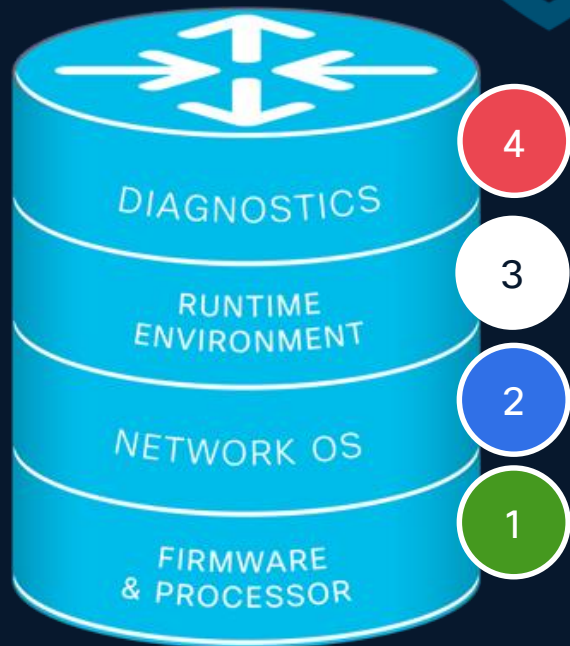 4
DIAGNOSTICS
3
RUNTIME
ENVIRONMENT
2
NETWORK OS
1
FIRMWARE
& PROCESSOR